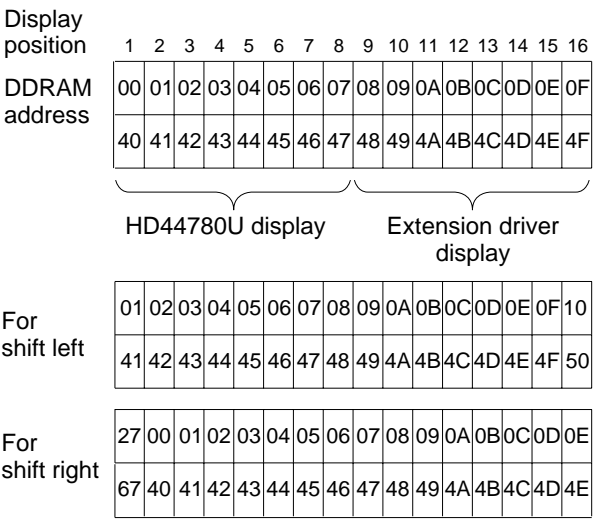 Display
position 1 2 3 4 5 6 7 8 9 10 11 12 13 14 15 16
DDRAM
address
00 01 02 03 04 05 06 07 08 09 0A 0B 0C 0D 0E 0F
40 41 42 43 44 45 46 47 48 49 4A 4B 4C 4D 4E 4F
HD44780U display
Extension driver
display
For
shift left
01 02 03 04 05 06 07 08 09 0A 0B 0C 0D 0E 0F 10
41 42 43 44 45 46 47 48 49 4A 4B 4C 4D 4E 4F 50
For
shift right
27 00 01 02 03 04 05 06 07 08 09 0A 0B 0C 0D 0E
67 40 41 42 43 44 45 46 47 48 49 4A 4B 4C 4D 4E